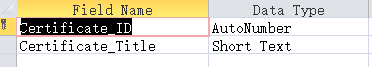 Field Name Data Type
Certificate_ID AutoNumber
Certificate_Title Short Text